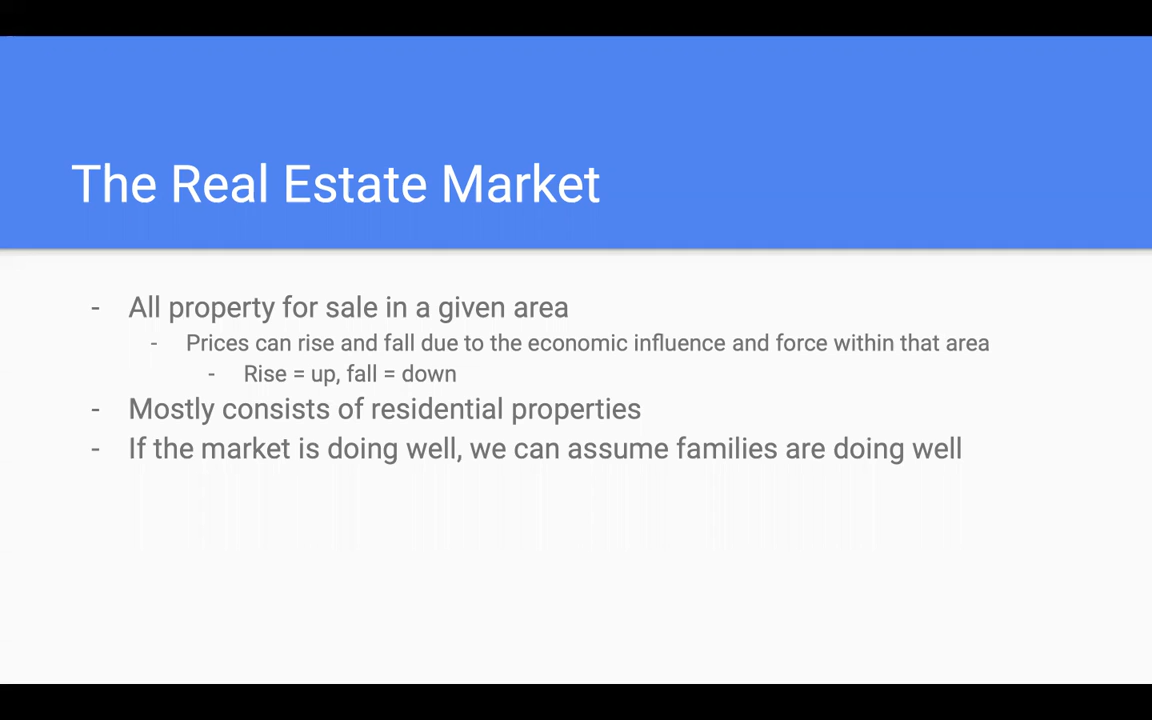 The Real Estate Market
- All property for sale in a given area
- Prices can rise and fall due to the economic influence and force within that area
- Rise = up, fall = down
- Mostly consists of residential properties
- If the market is doing well, we can assume families are doing well